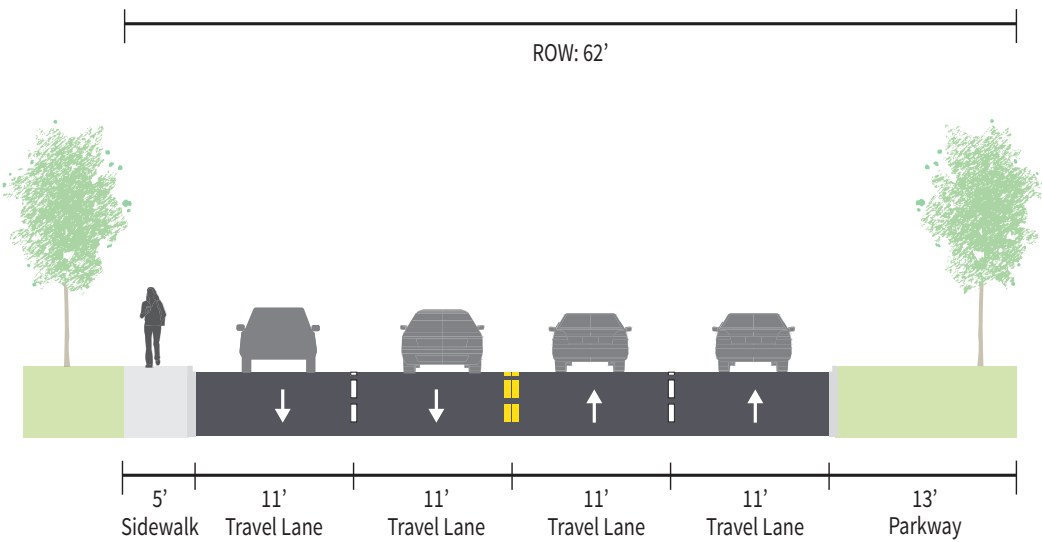 ROW: 62’
5’
Sidewalk
11’
Travel Lane
11’
Travel Lane
11’
Travel Lane
11’
Travel Lane
13’
Parkway